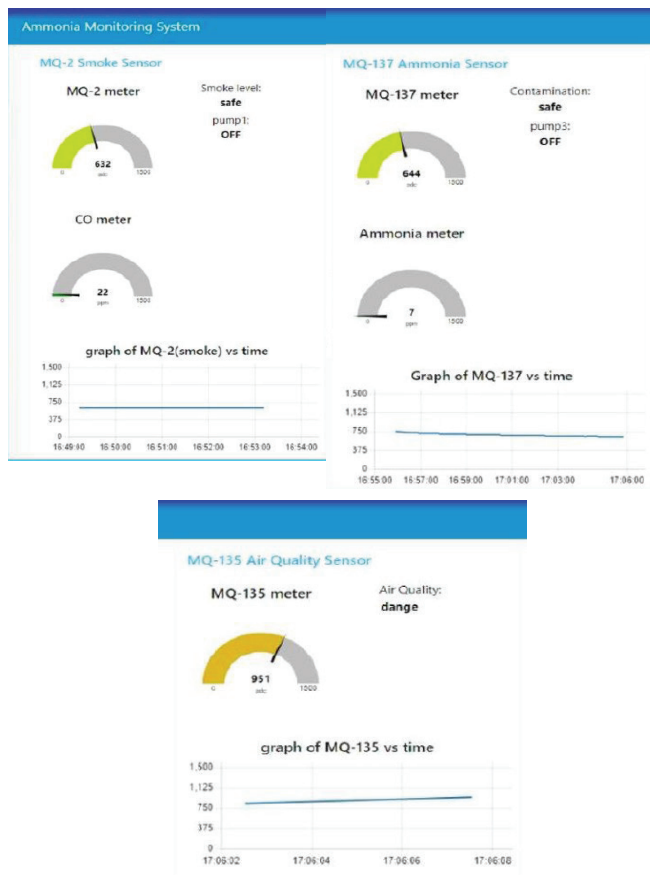 Ammonia Monitoring System
MQ-2 Smoke Sensor
MQ-2 meter
Smoke level:
safe
pump1:
OFF
632
adc
0
1500
CO meter
22
ppm
0
1500
graph of MQ-2(smoke) vs time
1,500
1,125
750
375
0
16:49:00 16:50:00 16:51:00 16:52:00 16:53:00 16:54:00
MQ-137 Ammonia Sensor
MQ-137 meter
Contamination:
safe
pump3:
OFF
644
adc
0
1500
Ammonia meter
7
ppm
0
1500
Graph of MQ-137 vs time
1,500
1,125
750
375
0
16:55:00 16:57:00 16:59:00 17:01:00 17:03:00 17:06:00
MQ-135 Air Quality Sensor
MQ-135 meter
Air Quality:
dange
951
adc
0
1500
graph of MQ-135 vs time
1,500
1,125
750
375
0
17:06:02 17:06:04 17:06:06 17:06:08